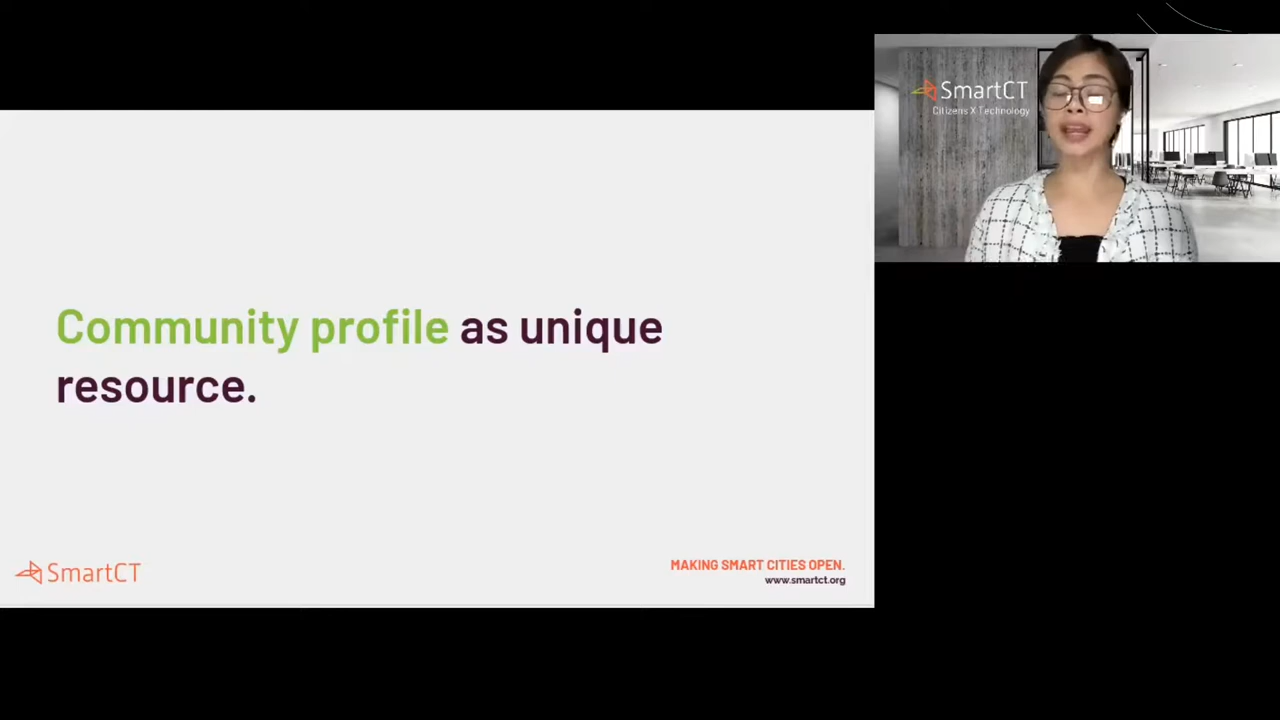 SmartCT
Citizens X Technology
Community profile as unique
resource.
SmartCT
MAKING SMART CITIES OPEN.
www.smartct.org